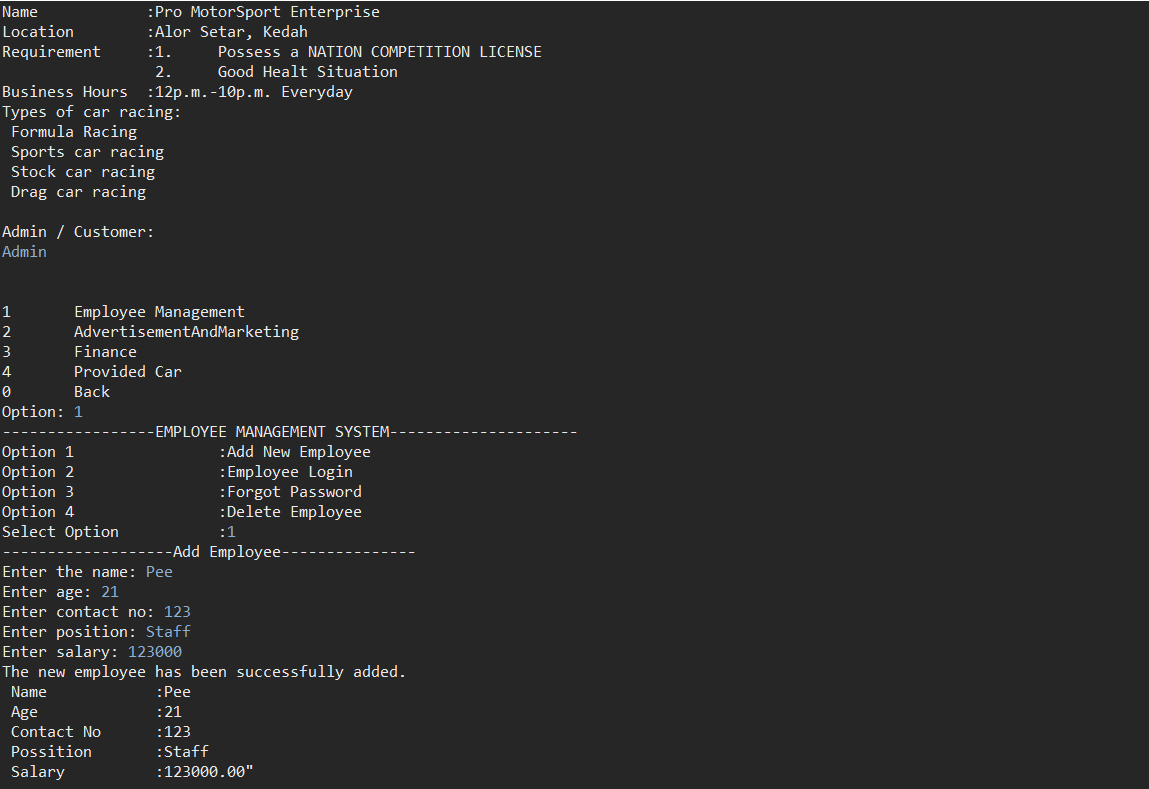 Name            :Pro MotorSport Enterprise
Location        :Alor Setar, Kedah
Requirement     :1.     Possess a NATION COMPETITION LICENSE
                 2.     Good Healt Situation
Business Hours  :12p.m.-10p.m. Everyday
Types of car racing:
 Formula Racing
 Sports car racing
 Stock car racing
 Drag car racing
Admin / Customer:
Admin
1       Employee Management
2       AdvertisementAndMarketing
3       Finance
4       Provided Car
0       Back
Option: 1
-----------------EMPLOYEE MANAGEMENT SYSTEM---------------------
Option 1                :Add New Employee
Option 2                :Employee Login
Option 3                :Forgot Password
Option 4                :Delete Employee
Select Option           :1
-------------------Add Employee---------------
Enter the name: Pee
Enter age: 21
Enter contact no: 123
Enter position: Staff
Enter salary: 123000
The new employee has been successfully added.
 Name            :Pee
 Age             :21
 Contact No      :123
 Possition       :Staff
 Salary          :123000.00"